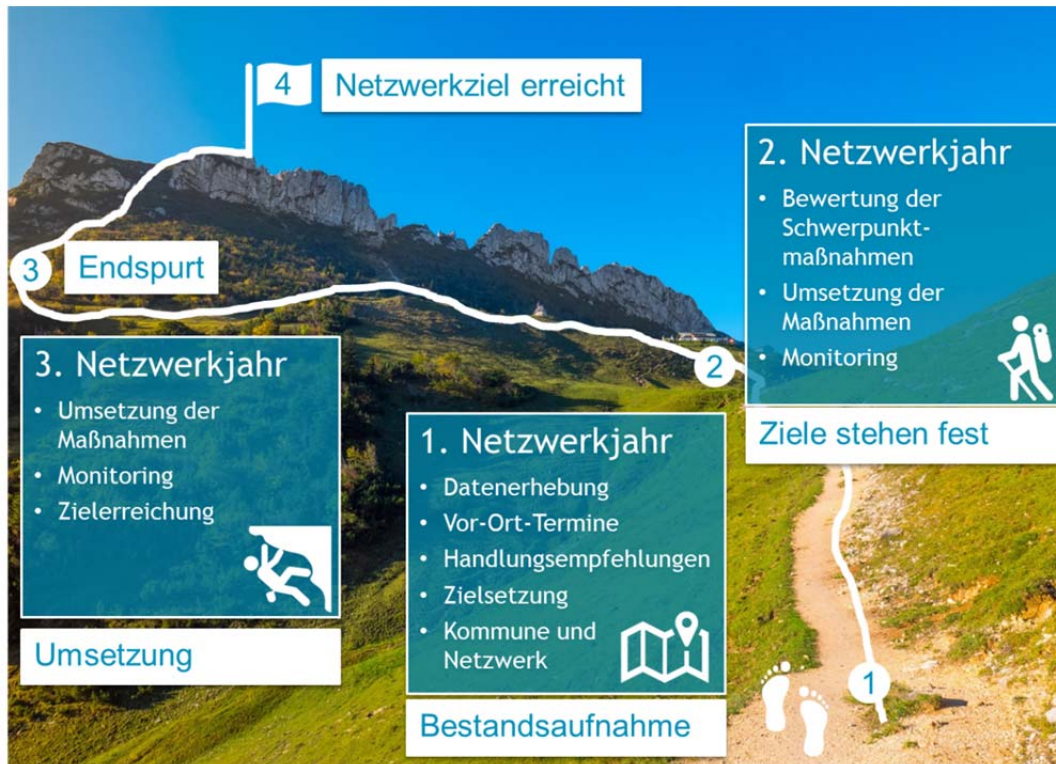 4
Netzwerkziel erreicht
2. Netzwerkjahr
• Bewertung der
Schwerpunkt-
maßnahmen
• Umsetzung der
Maßnahmen
• Monitoring
Ziele stehen fest
3
Endspurt
2
3. Netzwerkjahr
• Umsetzung der
Maßnahmen
• Monitoring
• Zielerreichung
Umsetzung
1. Netzwerkjahr
• Datenerhebung
• Vor-Ort-Termine
• Handlungsempfehlungen
• Zielsetzung
• Kommune und
Netzwerk
Bestandsaufnahme
1